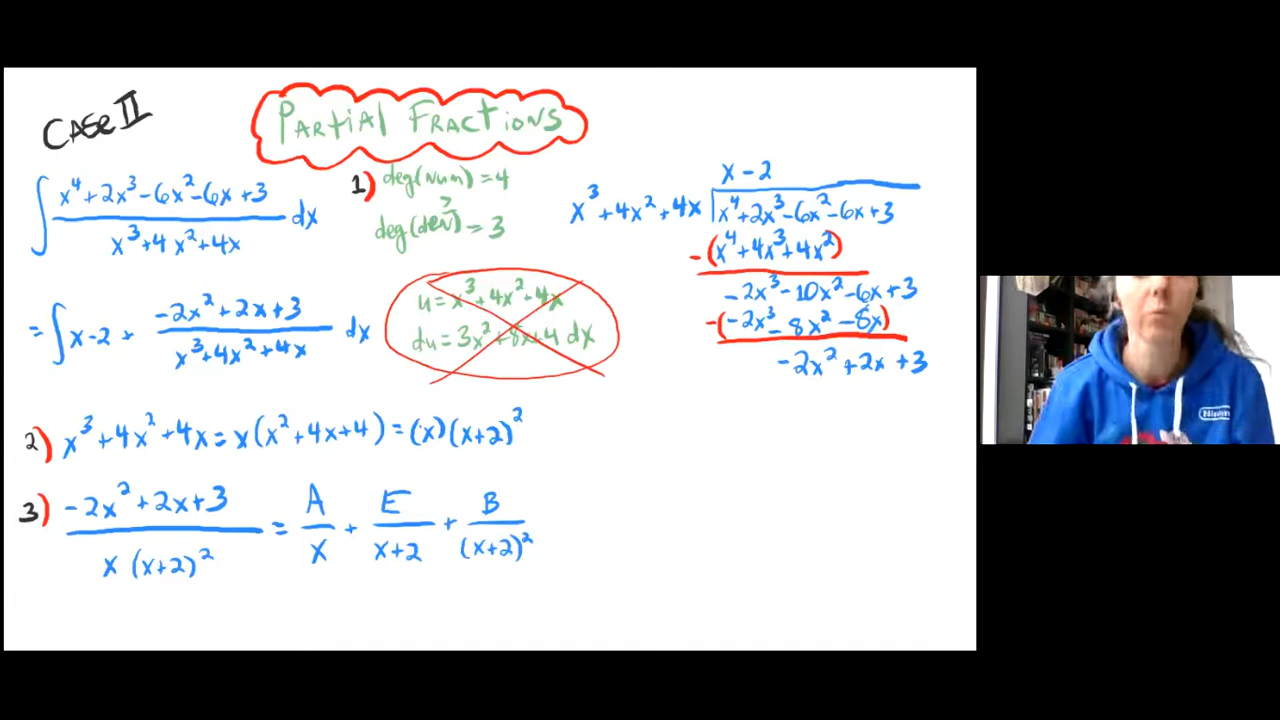 CASE II
PARTIAL FRACTIONS
∫ x⁴+2x³-6x²-6x+3 / x³+4x²+4x dx
1) deg(Num) = 4
deg(den) = 3
= ∫ x-2 + -2x²+2x+3 / x³+4x²+4x dx
u = x³+4x²+4x
du = 3x²+8x+4 dx
x-2
x³+4x²+4x | x⁴+2x³-6x²-6x+3
-(x⁴+4x³+4x²)
-2x³-10x²-6x+3
-(-2x³-8x²-8x)
-2x²+2x+3
2) x³+4x²+4x = x(x²+4x+4) = (x)(x+2)²
3) -2x²+2x+3 / x(x+2)² = A / x + E / x+2 + B / (x+2)²